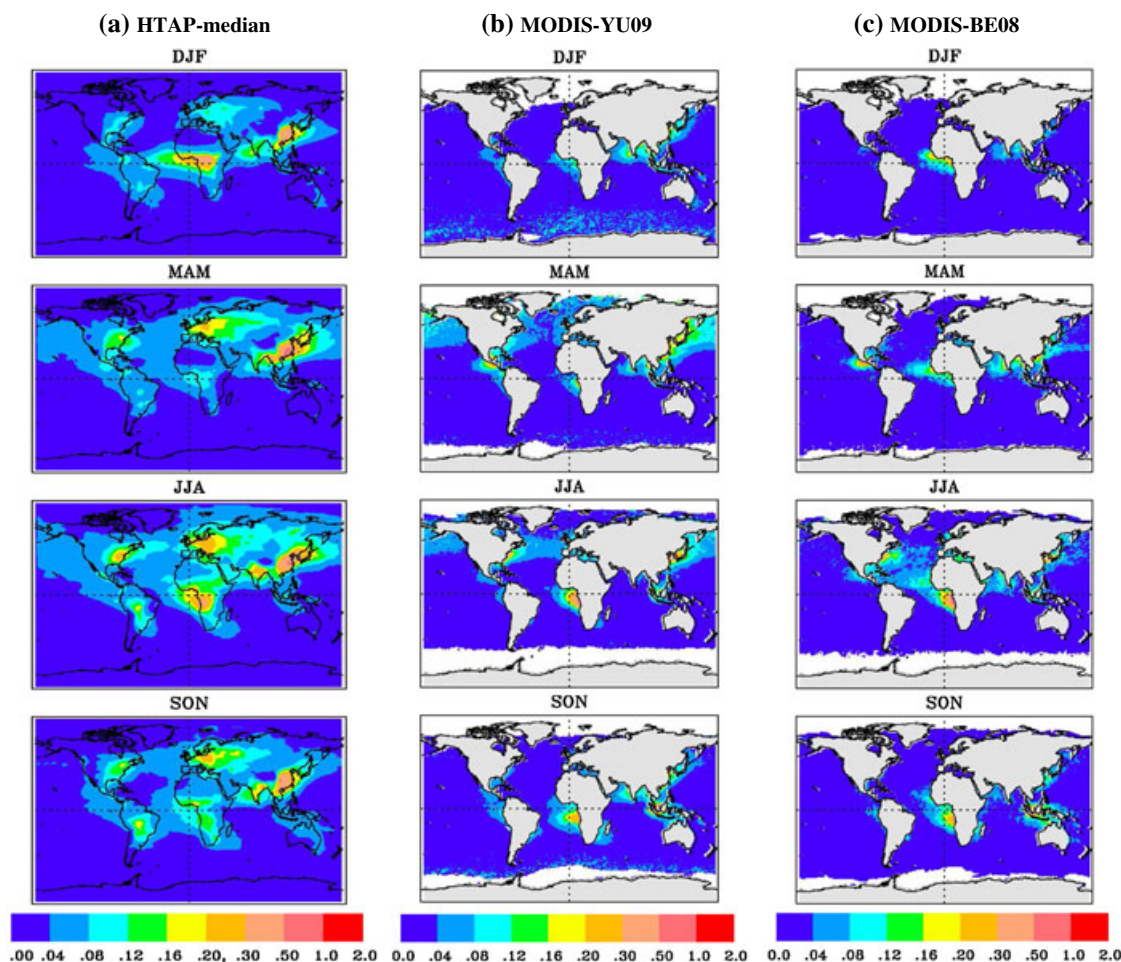 (a) HTAP-median
(b) MODIS-YU09
(c) MODIS-BE08
DJF
DJF
DJF
MAM
MAM
MAM
JJA
JJA
JJA
SON
SON
SON
.00 .04 .08 .12 .16 .20, .30 .50 1.0 2.0
0.0 .04 .08 .12 .16 .20 .30 .50 1.0 2.0
0.0 .04 .08 .12 .16 .20 .30 .50 1.0 2.0